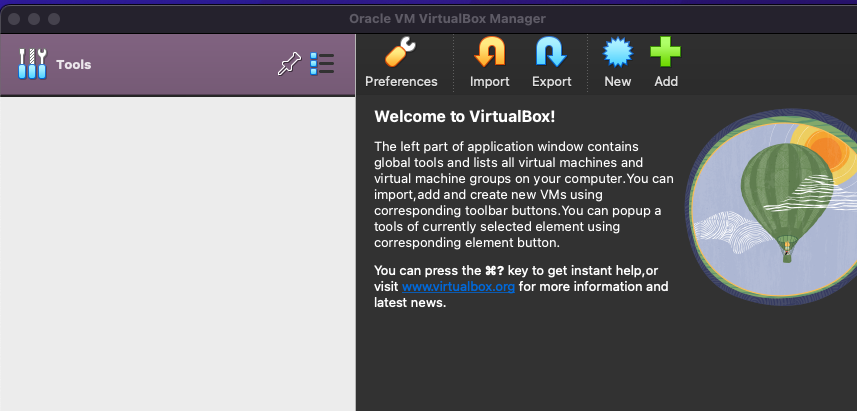 Oracle VM VirtualBox Manager
Tools
Preferences
Import
Export
New
Add
Welcome to VirtualBox!
The left part of application window contains
global tools and lists all virtual machines and
virtual machine groups on your computer.You can
import,add and create new VMs using
corresponding toolbar buttons.You can popup a
tools of currently selected element using
corresponding element button.
You can press the ⌘? key to get instant help,or
visit www.virtualbox.org for more information and
latest news.